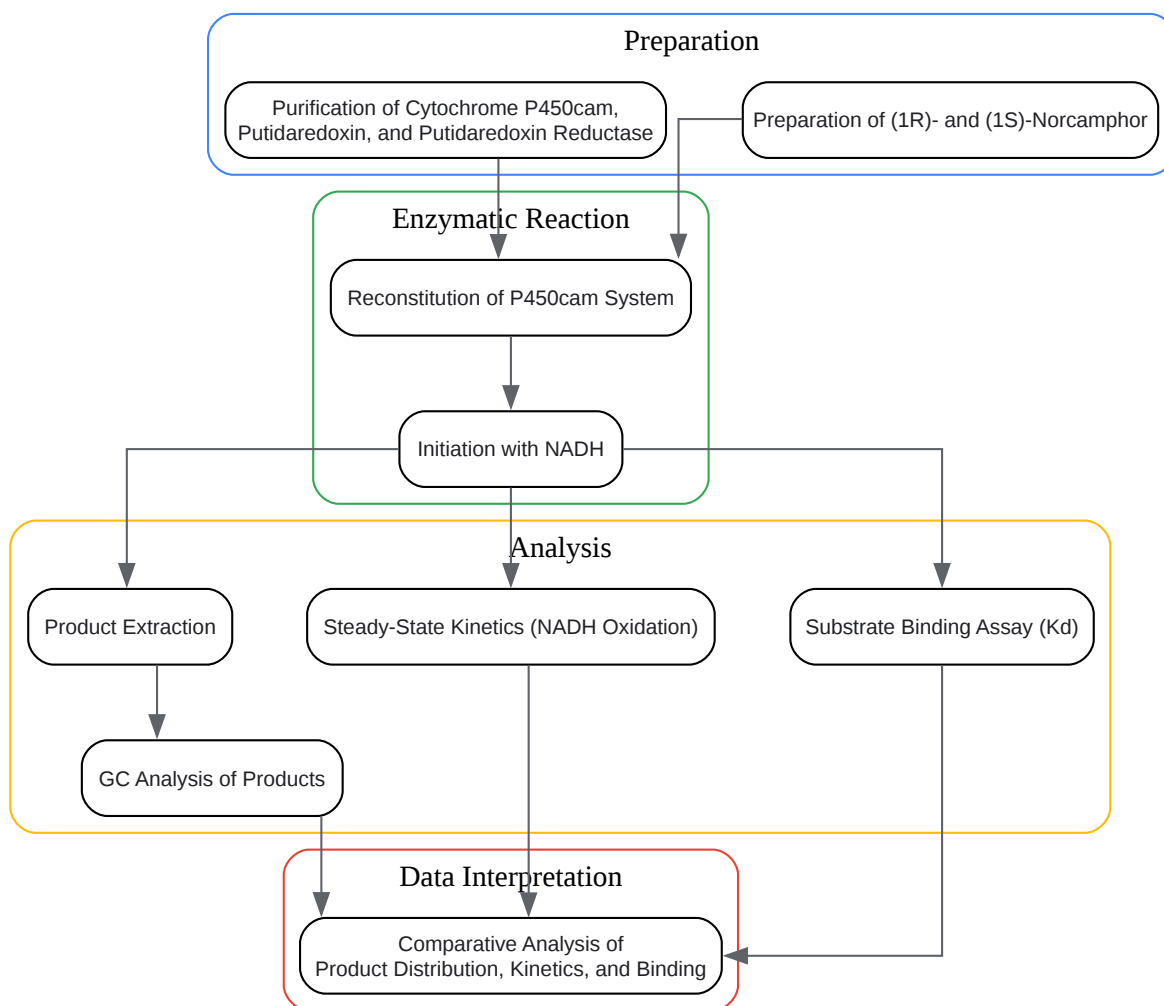 Preparation
Purification of Cytochrome P450cam,
Putidaredoxin, and Putidaredoxin Reductase
Preparation of (1R)- and (1S)-Norcamphor
Enzymatic Reaction
Reconstitution of P450cam System
Initiation with NADH
Analysis
Product Extraction
Steady-State Kinetics (NADH Oxidation)
Substrate Binding Assay (Kd)
GC Analysis of Products
Data Interpretation
Comparative Analysis of
Product Distribution, Kinetics, and Binding